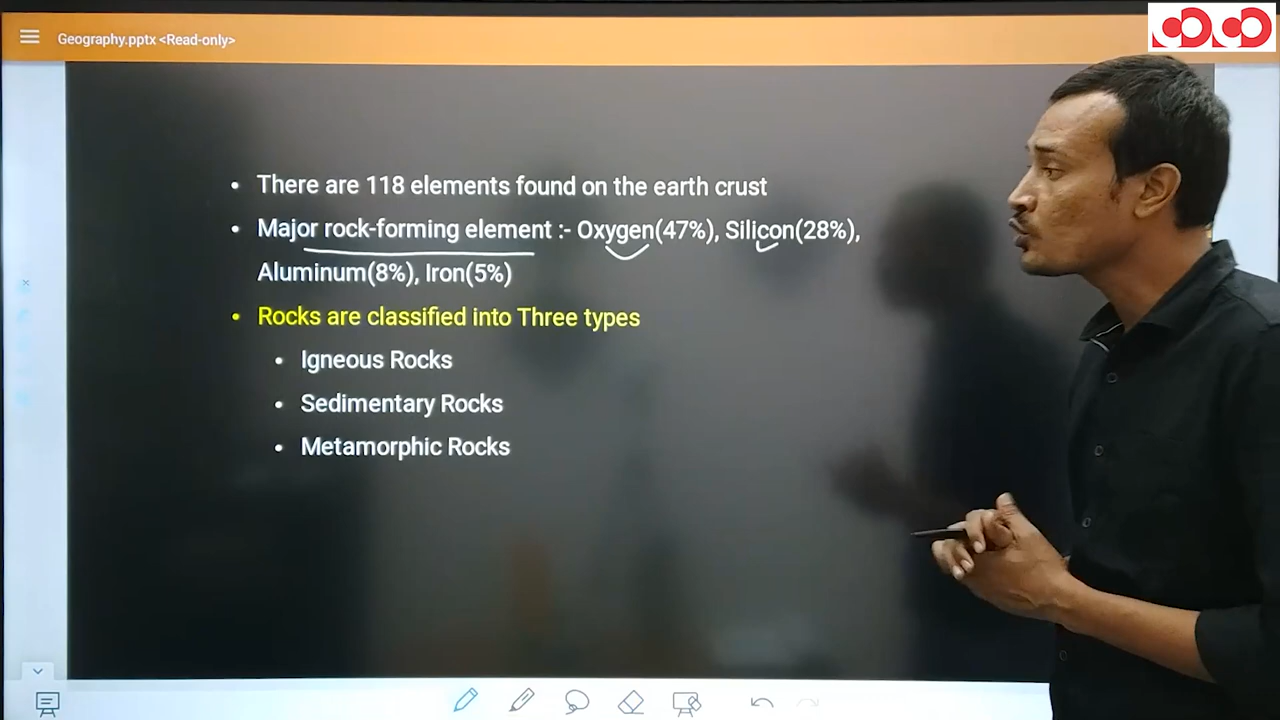 Geography.pptx <Read-only>
• There are 118 elements found on the earth crust
• Major rock-forming element :- Oxygen(47%), Silicon(28%),
Aluminum(8%), Iron(5%)
• Rocks are classified into Three types
• Igneous Rocks
• Sedimentary Rocks
• Metamorphic Rocks